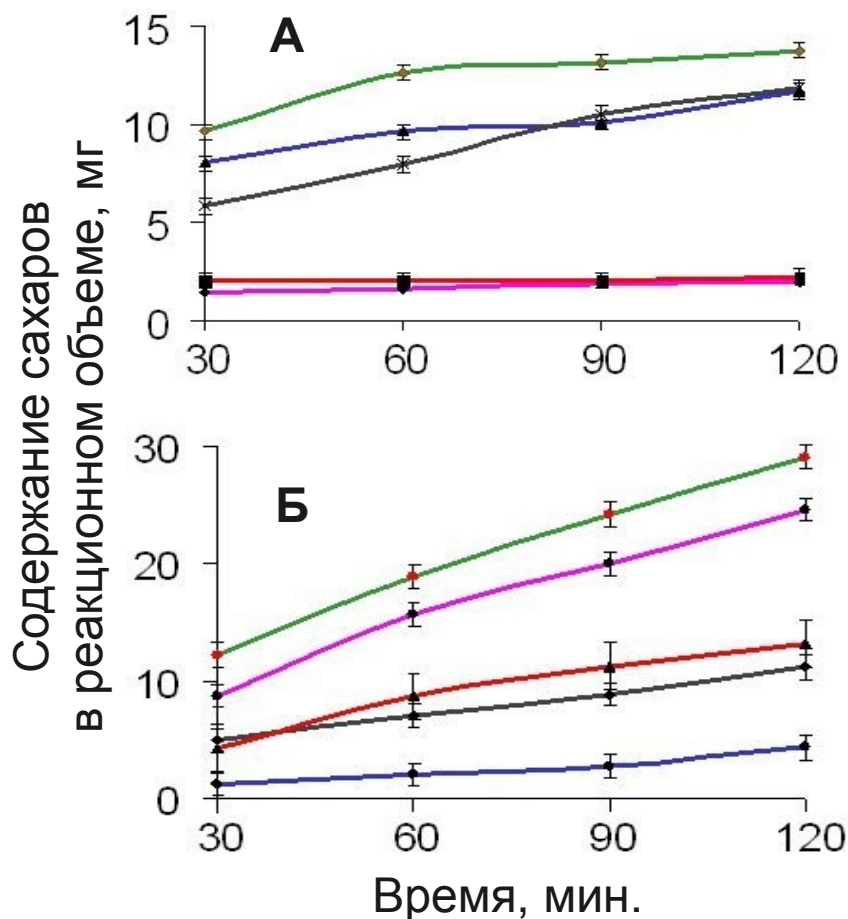 Содержание сахаров
в реакционном объеме, мг
А
15
10
5
0
30 60 90 120
Б
30
20
10
0
30 60 90 120
Время, мин.